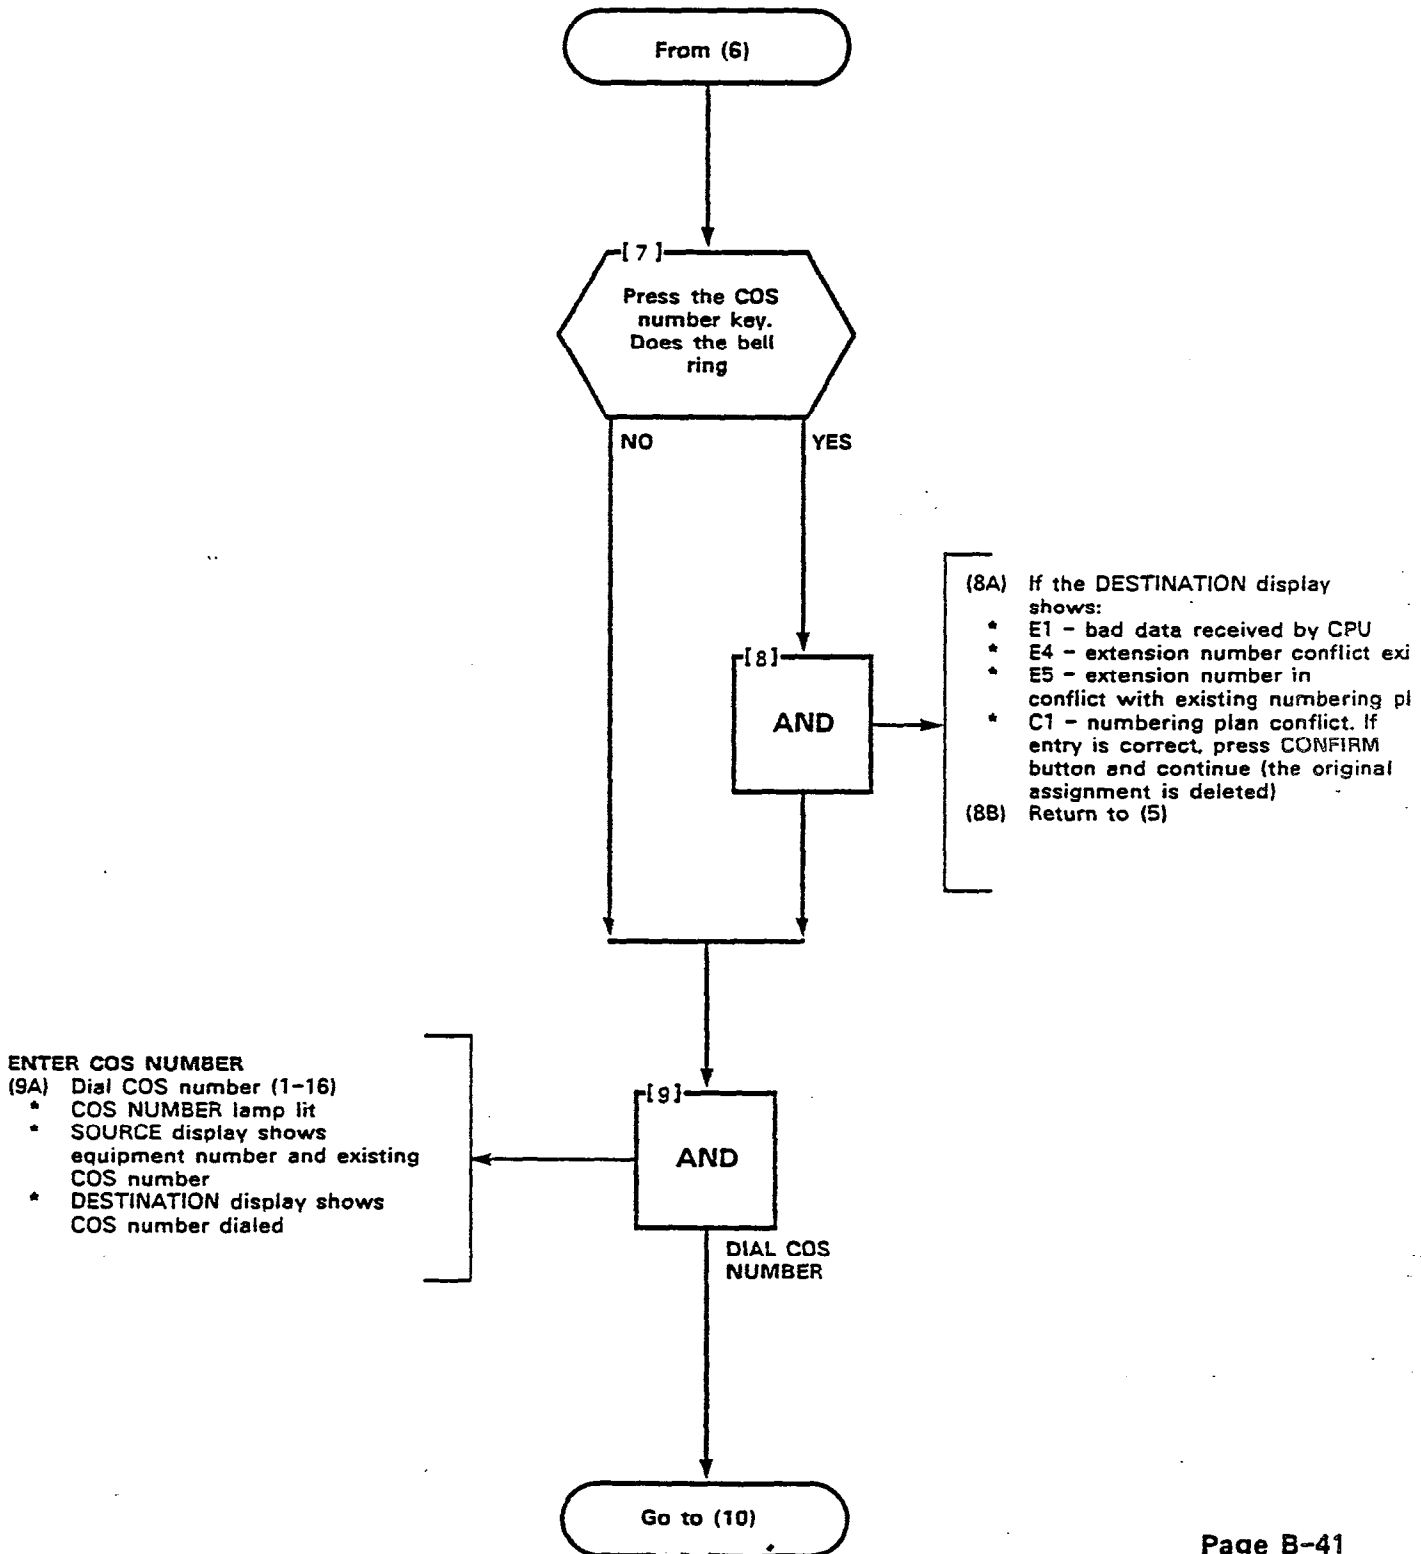 From (6)
[7]
Press the COS
number key.
Does the bell
ring
NO
YES
(8A) If the DESTINATION display
shows:
* E1 - bad data received by CPU
* E4 - extension number conflict exi
* E5 - extension number in
conflict with existing numbering pl
* C1 - numbering plan conflict. If
entry is correct, press CONFIRM
button and continue (the original
assignment is deleted)
(8B) Return to (5)
[8]
AND
ENTER COS NUMBER
(9A) Dial COS number (1-16)
* COS NUMBER lamp lit
* SOURCE display shows
equipment number and existing
COS number
* DESTINATION display shows
COS number dialed
[9]
AND
DIAL COS
NUMBER
Go to (10)
Page B-41